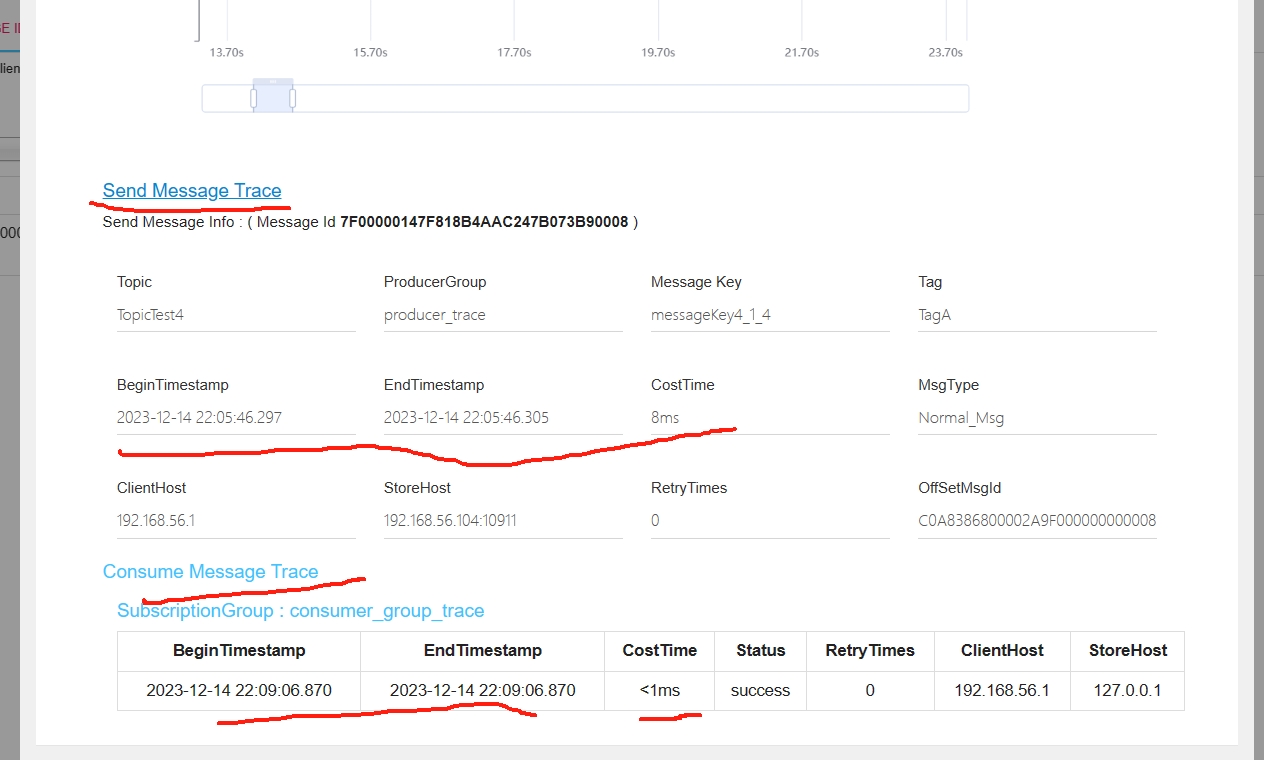 13.70s 15.70s 17.70s 19.70s 21.70s 23.70s
Send Message Trace
Send Message Info : ( Message Id 7F00000147F818B4AAC247B073B90008 )
Topic ProducerGroup Message Key Tag
TopicTest4 producer_trace messageKey4_1_4 TagA
BeginTimestamp EndTimestamp CostTime MsgType
2023-12-14 22:05:46.297 2023-12-14 22:05:46.305 8ms Normal_Msg
ClientHost StoreHost RetryTimes OffSetMsgId
192.168.56.1 192.168.56.104:10911 0 C0A8386800002A9F000000000008
Consume Message Trace
SubscriptionGroup : consumer_group_trace
BeginTimestamp EndTimestamp CostTime Status RetryTimes ClientHost StoreHost
2023-12-14 22:09:06.870 2023-12-14 22:09:06.870 <1ms success 0 192.168.56.1 127.0.0.1